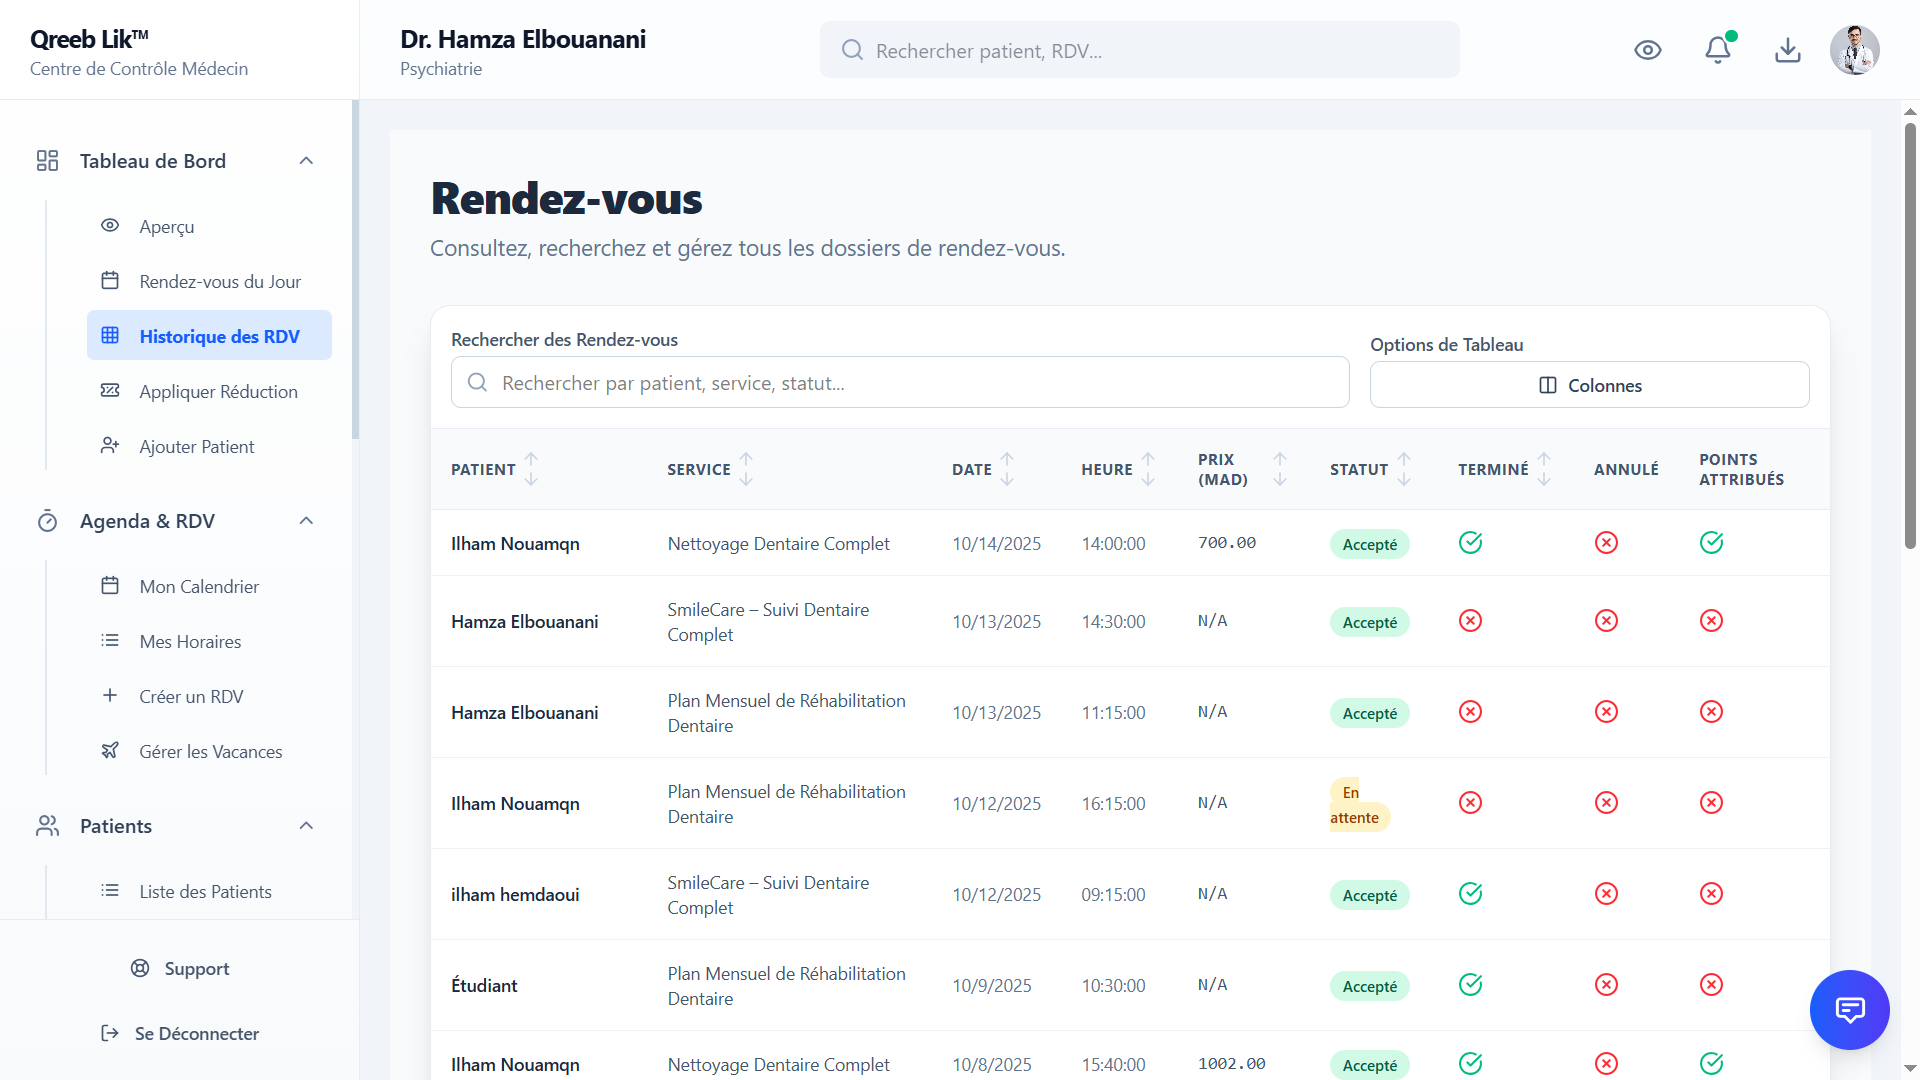 Qreeb Lik™
Centre de Contrôle Médecin
Dr. Hamza Elbouanani
Psychiatrie
Rechercher patient, RDV...
Tableau de Bord
Aperçu
Rendez-vous du Jour
Historique des RDV
Appliquer Réduction
Ajouter Patient
Agenda & RDV
Mon Calendrier
Mes Horaires
Créer un RDV
Gérer les Vacances
Patients
Liste des Patients
Support
Se Déconnecter
Rendez-vous
Consultez, recherchez et gérez tous les dossiers de rendez-vous.
Rechercher des Rendez-vous
Rechercher par patient, service, statut...
Options de Tableau
Colonnes
PATIENT SERVICE DATE HEURE PRIX (MAD) STATUT TERMINÉ ANNULÉ POINTS ATTRIBUÉS
Ilham Nouamqn Nettoyage Dentaire Complet 10/14/2025 14:00:00 700.00 Accepté
Hamza Elbouanani SmileCare – Suivi Dentaire Complet 10/13/2025 14:30:00 N/A Accepté
Hamza Elbouanani Plan Mensuel de Réhabilitation Dentaire 10/13/2025 11:15:00 N/A Accepté
Ilham Nouamqn Plan Mensuel de Réhabilitation Dentaire 10/12/2025 16:15:00 N/A En attente
ilham hemdaoui SmileCare – Suivi Dentaire Complet 10/12/2025 09:15:00 N/A Accepté
Étudiant Plan Mensuel de Réhabilitation Dentaire 10/9/2025 10:30:00 N/A Accepté
Ilham Nouamqn Nettoyage Dentaire Complet 10/8/2025 15:40:00 1002.00 Accepté